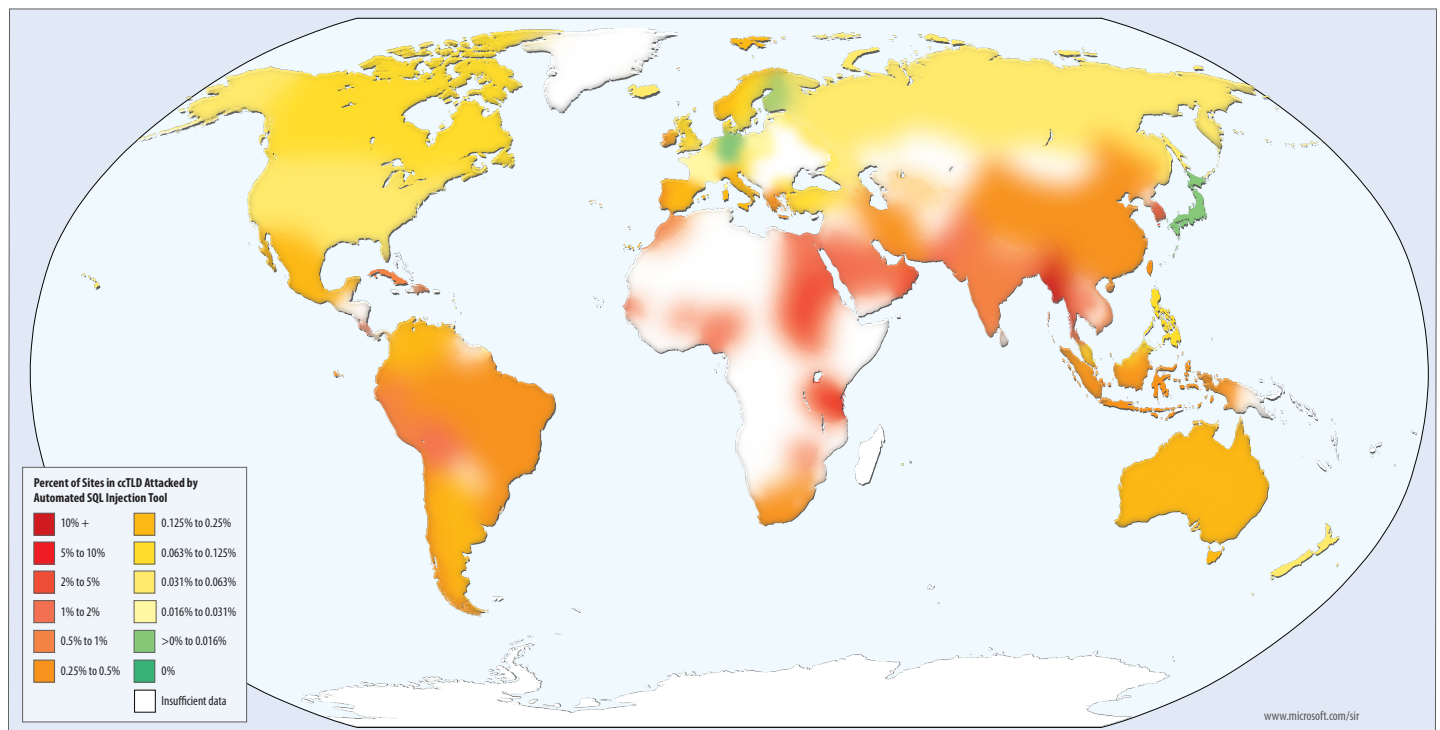 Percent of Sites in ccTLD Attacked by
Automated SQL Injection Tool
10% +
5% to 10%
2% to 5%
1% to 2%
0.5% to 1%
0.25% to 0.5%
0.125% to 0.25%
0.063% to 0.125%
0.031% to 0.063%
0.016% to 0.031%
>0% to 0.016%
0%
Insufficient data
www.microsoft.com/sir